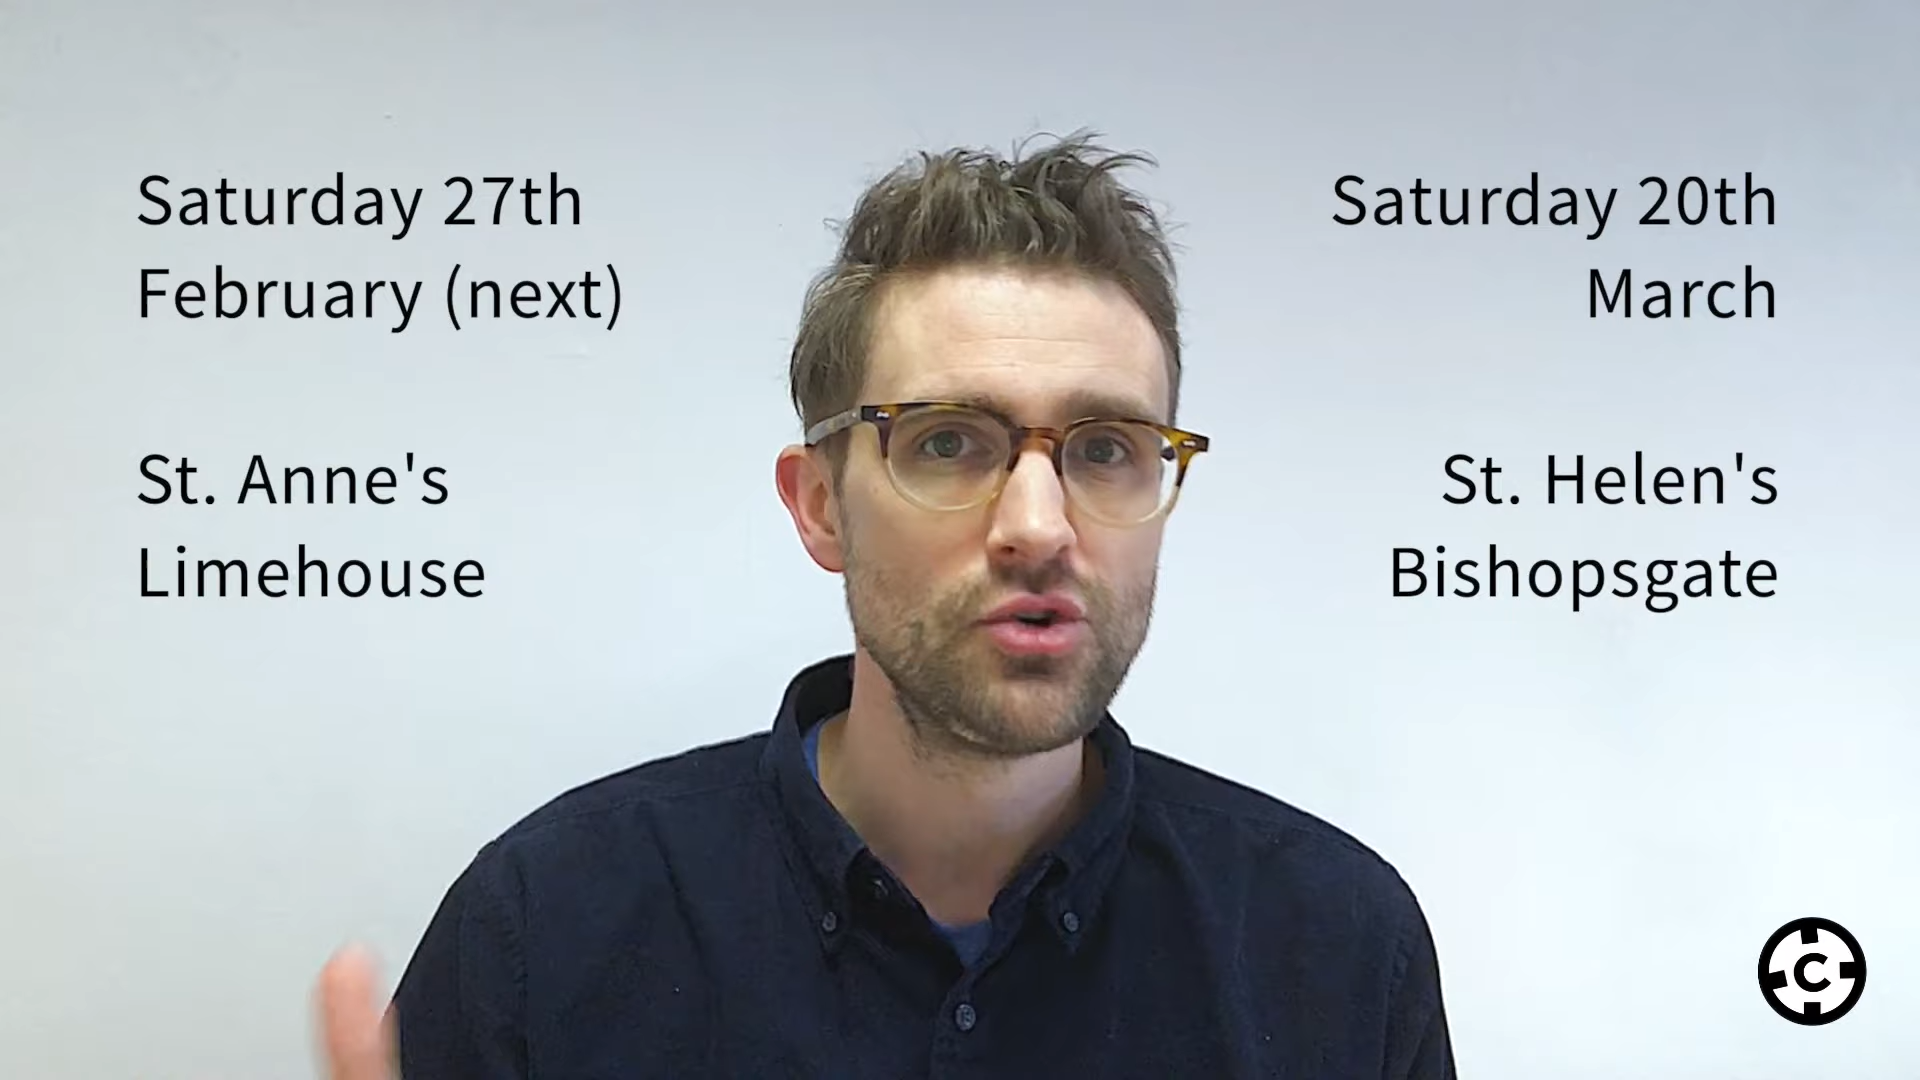 Saturday 27th
February (next)
St. Anne's
Limehouse
Saturday 20th
March
St. Helen's
Bishopsgate
C